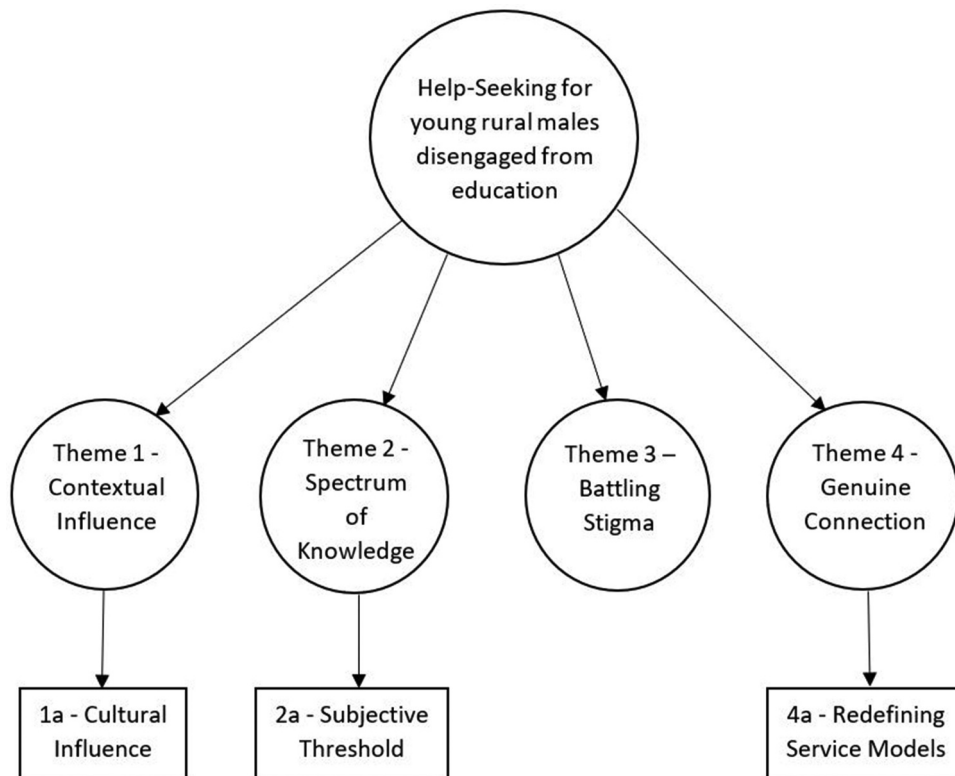 Help-Seeking for
young rural males
disengaged from
education
Theme 1 -
Contextual
Influence
Theme 2 -
Spectrum
of
Knowledge
Theme 3 –
Battling
Stigma
Theme 4 -
Genuine
Connection
1a - Cultural
Influence
2a - Subjective
Threshold
4a - Redefining
Service Models